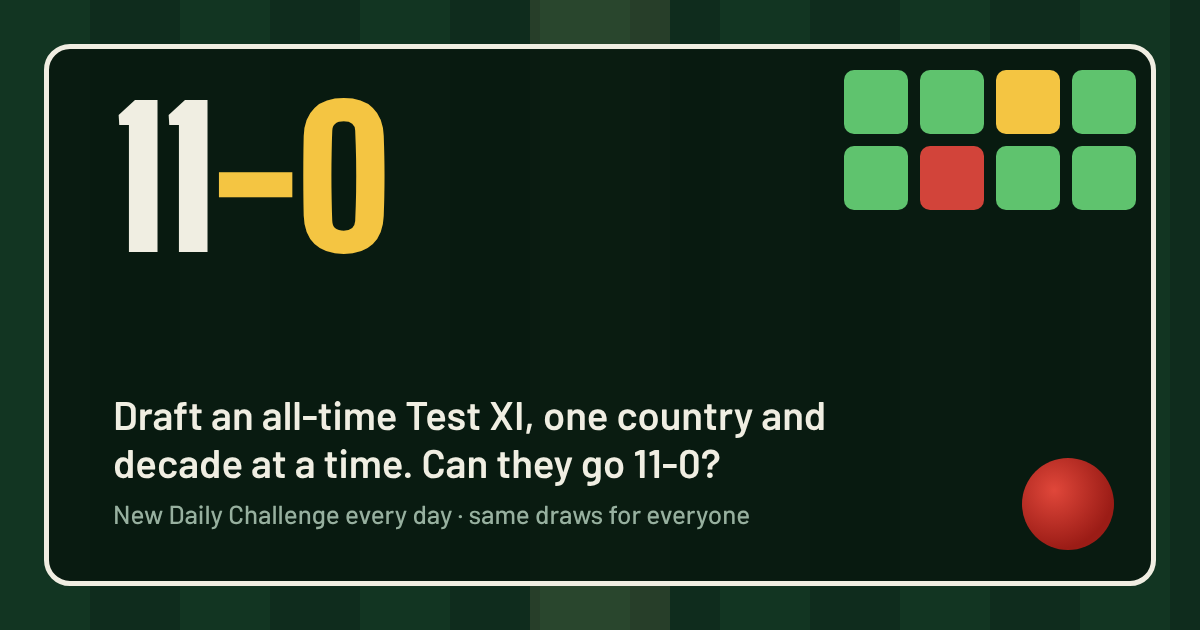 11–0
Draft an all-time Test XI, one country and
decade at a time. Can they go 11-0?
New Daily Challenge every day · same draws for everyone